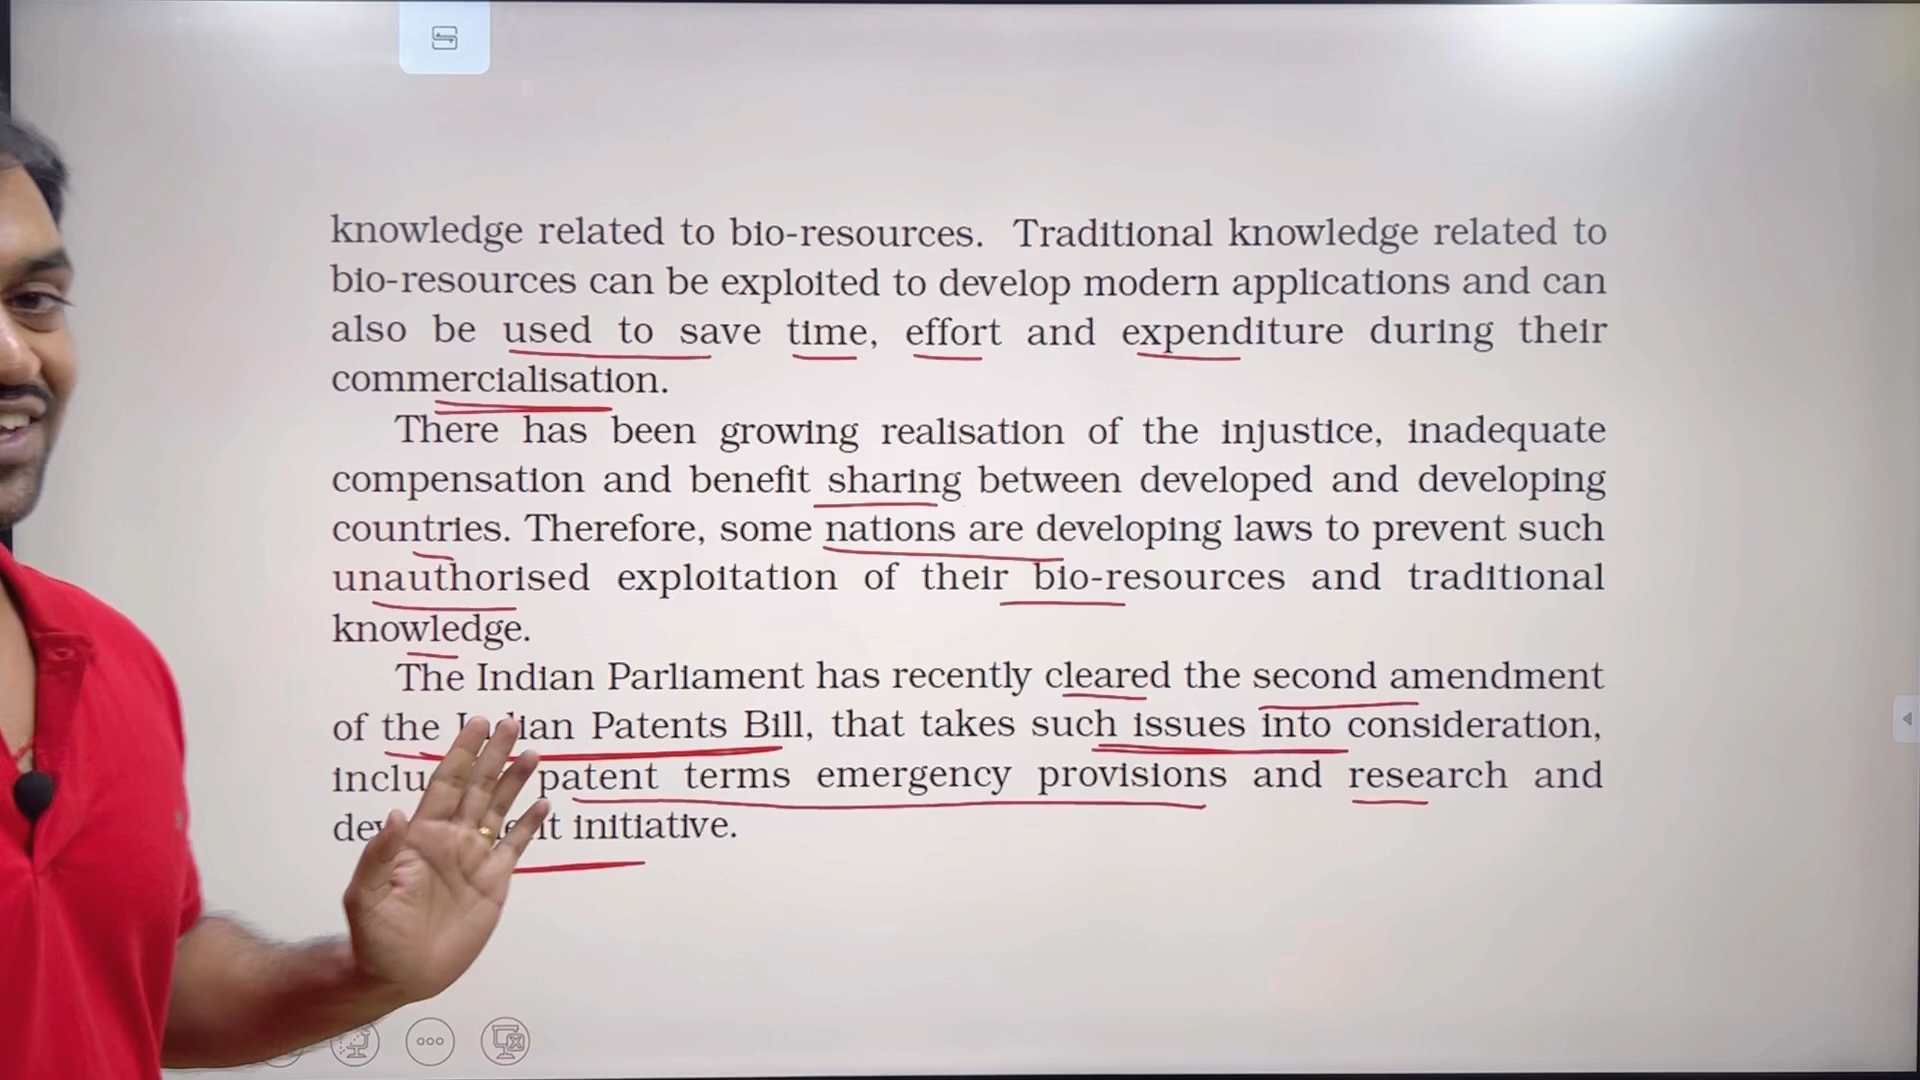 knowledge related to bio-resources. Traditional knowledge related to
bio-resources can be exploited to develop modern applications and can
also be used to save time, effort and expenditure during their
commercialisation.
There has been growing realisation of the injustice, inadequate
compensation and benefit sharing between developed and developing
countries. Therefore, some nations are developing laws to prevent such
unauthorised exploitation of their bio-resources and traditional
knowledge.
The Indian Parliament has recently cleared the second amendment
of the Indian Patents Bill, that takes such issues into consideration,
patent terms emergency provisions and research and
initiative.